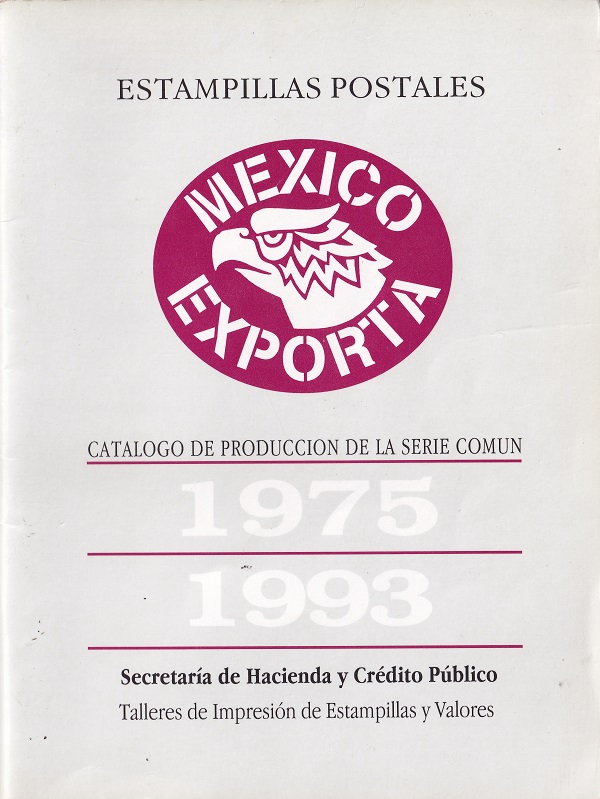 ESTAMPILLAS POSTALES
MEXICO
EXPORTA
CATALOGO DE PRODUCCION DE LA SERIE COMUN
1975
1993
Secretaría de Hacienda y Crédito Público
Talleres de Impresión de Estampillas y Valores